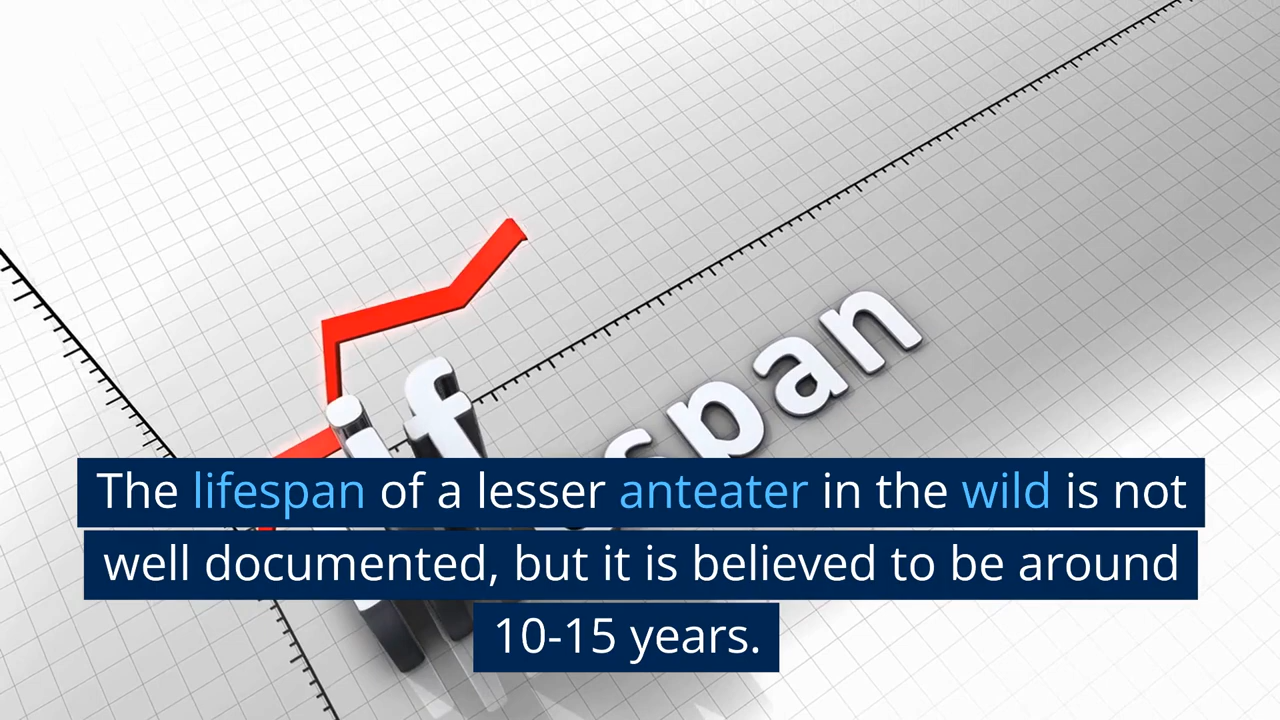 lifespan
The lifespan of a lesser anteater in the wild is not
well documented, but it is believed to be around
10-15 years.